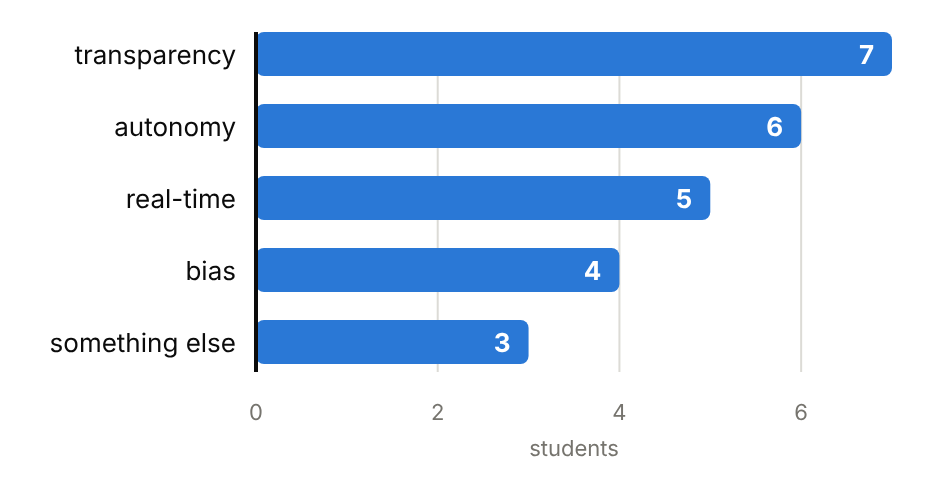 transparency 7
autonomy 6
real-time 5
bias 4
something else 3
0 2 4 6
students